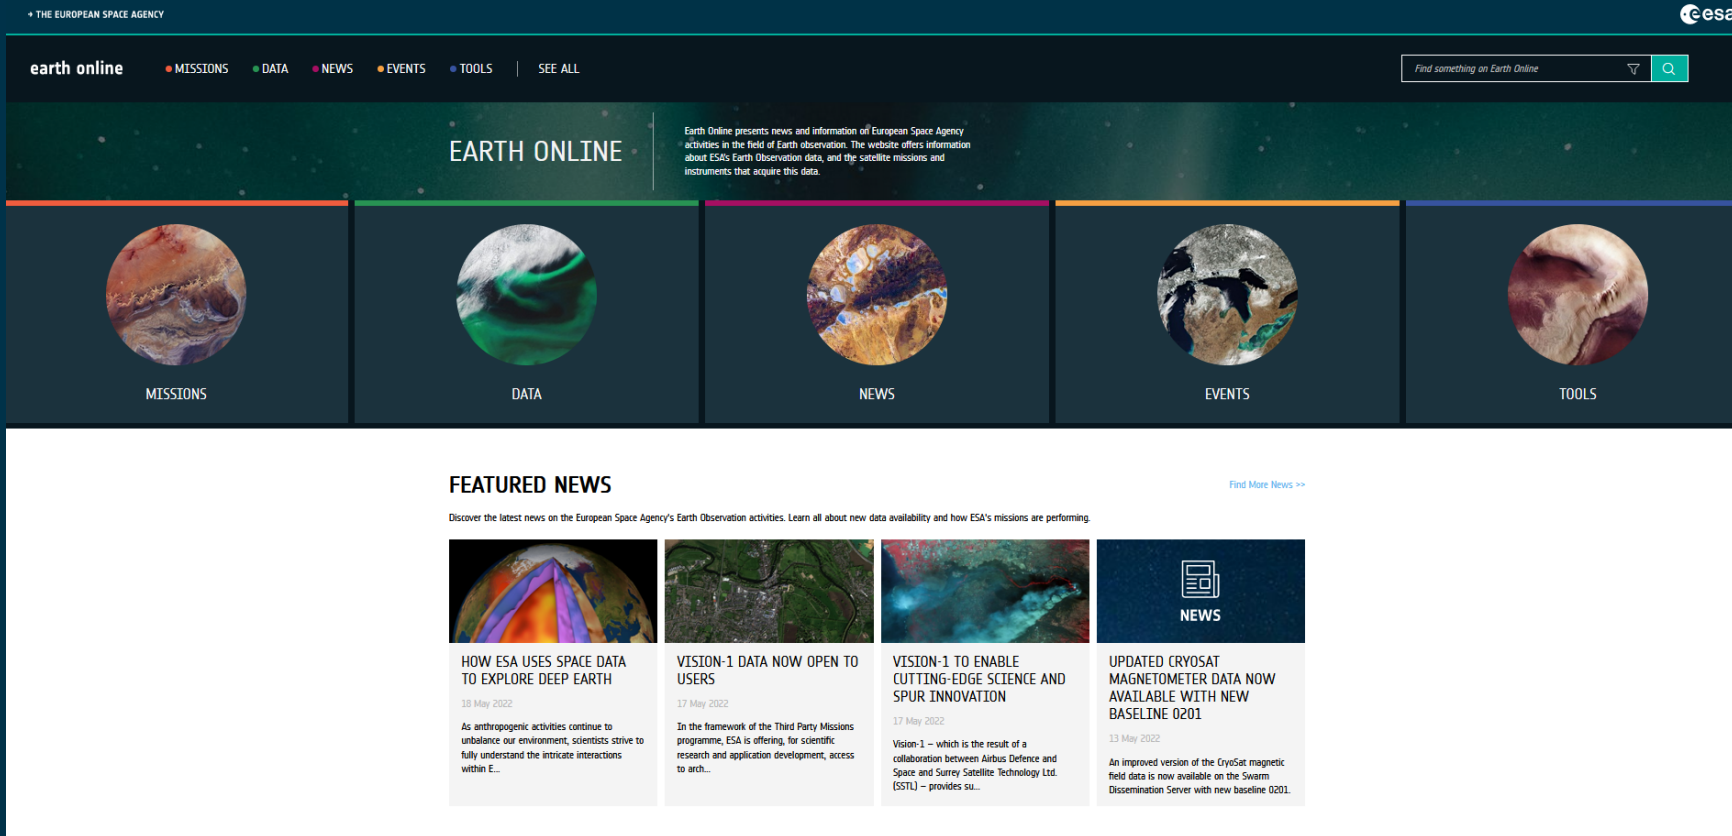 → THE EUROPEAN SPACE AGENCY
esa
earth online
MISSIONS
DATA
NEWS
EVENTS
TOOLS
SEE ALL
Find something on Earth Online
EARTH ONLINE
Earth Online presents news and information on European Space Agency
activities in the field of Earth observation. The website offers information
about ESA's Earth Observation data, and the satellite missions and
instruments that acquire this data.
MISSIONS
DATA
NEWS
EVENTS
TOOLS
FEATURED NEWS
Find More News >>
Discover the latest news on the European Space Agency's Earth Observation activities. Learn all about new data availability and how ESA's missions are performing.
HOW ESA USES SPACE DATA
TO EXPLORE DEEP EARTH
18 May 2022
As anthropogenic activities continue to
unbalance our environment, scientists strive to
fully understand the intricate interactions
within E...
VISION-1 DATA NOW OPEN TO
USERS
17 May 2022
In the framework of the Third Party Missions
programme, ESA is offering, for scientific
research and application development, access
to arch...
VISION-1 TO ENABLE
CUTTING-EDGE SCIENCE AND
SPUR INNOVATION
17 May 2022
Vision-1 – which is the result of a
collaboration between Airbus Defence and
Space and Surrey Satellite Technology Ltd.
(SSTL) – provides su...
NEWS
UPDATED CRYOSAT
MAGNETOMETER DATA NOW
AVAILABLE WITH NEW
BASELINE 0201
13 May 2022
An improved version of the CryoSat magnetic
field data is now available on the Swarm
Dissemination Server with new baseline 0201.